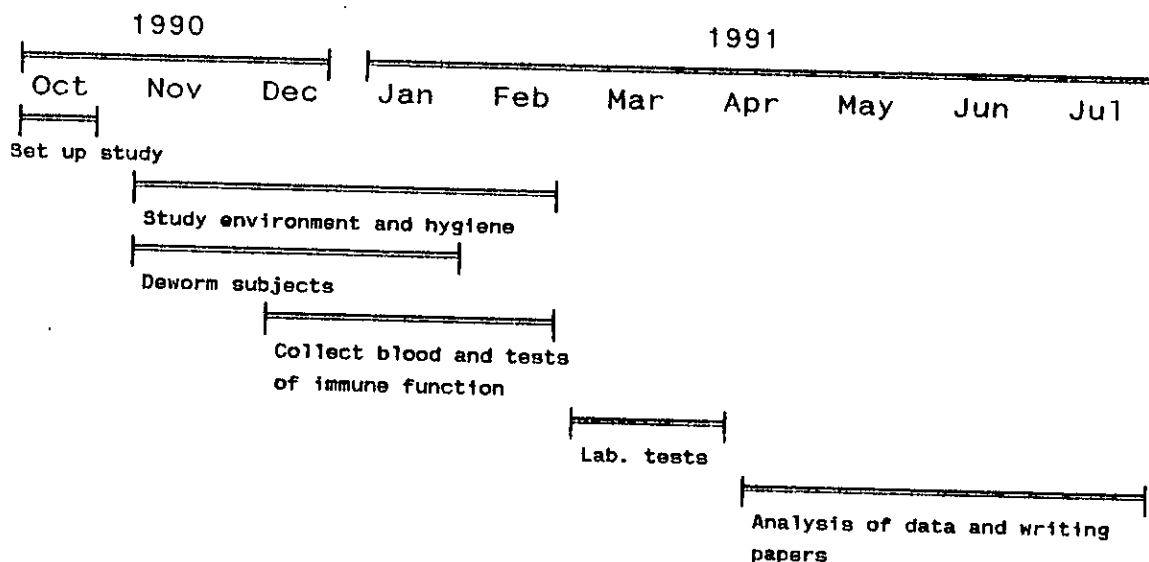 1990
1991
Oct Nov Dec Jan Feb Mar Apr May Jun Jul
Set up study
Study environment and hygiene
Deworm subjects
Collect blood and tests
of immune function
Lab. tests
Analysis of data and writing
papers